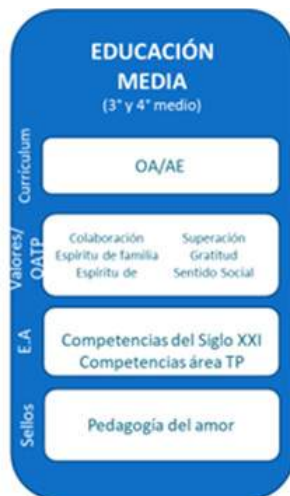 EDUCACIÓN
MEDIA
(3° y 4° medio)
Curriculum
OA/AE
Valores/
OATP
Colaboración Superación
Espíritu de familia Gratitud
Espíritu de Sentido Social
E.A
Competencias del Siglo XXI
Competencias área TP
Sellos
Pedagogía del amor